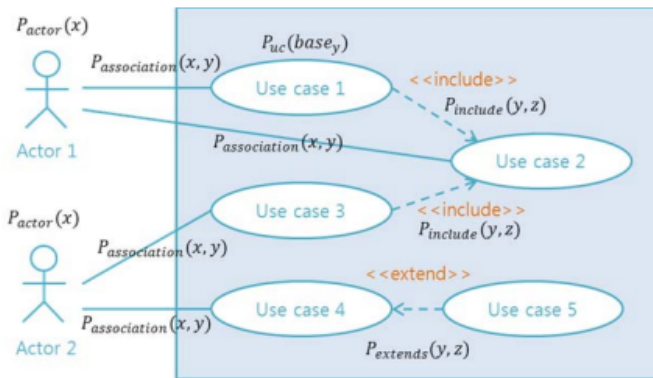 P_actor(x)
P_uc(base_y)
P_association(x, y)
Use case 1
<<include>>
P_include(y, z)
Actor 1
P_association(x, y)
Use case 2
P_actor(x)
Use case 3
<<include>>
P_include(y, z)
P_association(x, y)
<<extend>>
Use case 4
Use case 5
P_association(x, y)
Actor 2
P_extends(y, z)